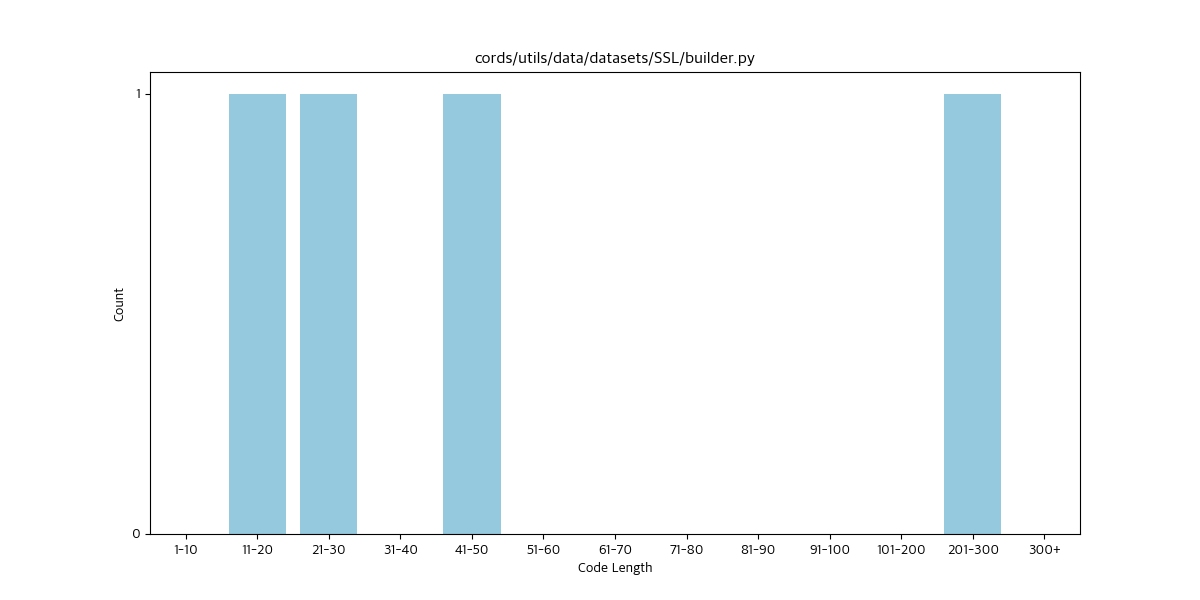 cords/utils/data/datasets/SSL/builder.py
1
Count
0
1-10 11-20 21-30 31-40 41-50 51-60 61-70 71-80 81-90 91-100 101-200 201-300 300+
Code Length